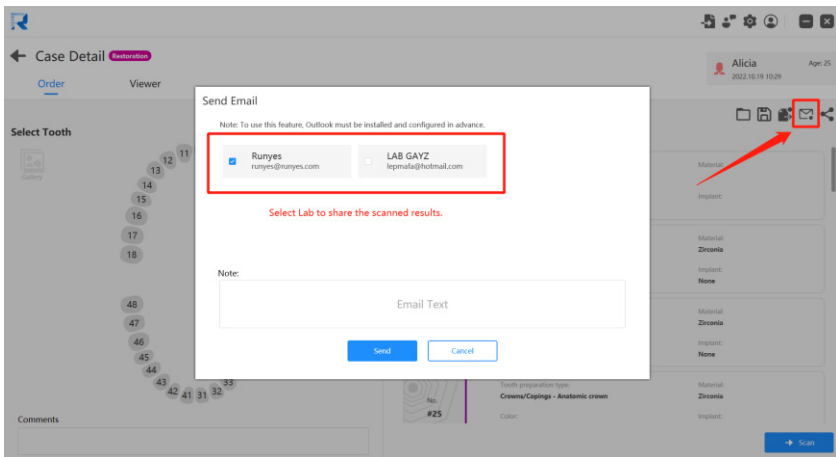 Case Detail Restoration
Alicia
Age: 25
2022.10.19 10:29
Order
Viewer
Send Email
Note: To use this feature, Outlook must be installed and configured in advance.
Select Tooth
Runyes
runyes@runyes.com
LAB GAYZ
lepmafa@hotmail.com
Gallery
11
12
13
14
15
16
17
18
Select Lab to share the scanned results.
Note:
Email Text
Send
Cancel
48
47
46
45
44
43
42
41
31
32
33
Material:
Implant:
Material:
Zirconia
Implant:
None
Material:
Zirconia
Implant:
None
No.
#25
Tooth preparation type:
Crowns/Copings - Anatomic crown
Color:
Material:
Zirconia
Implant:
Comments
Scan